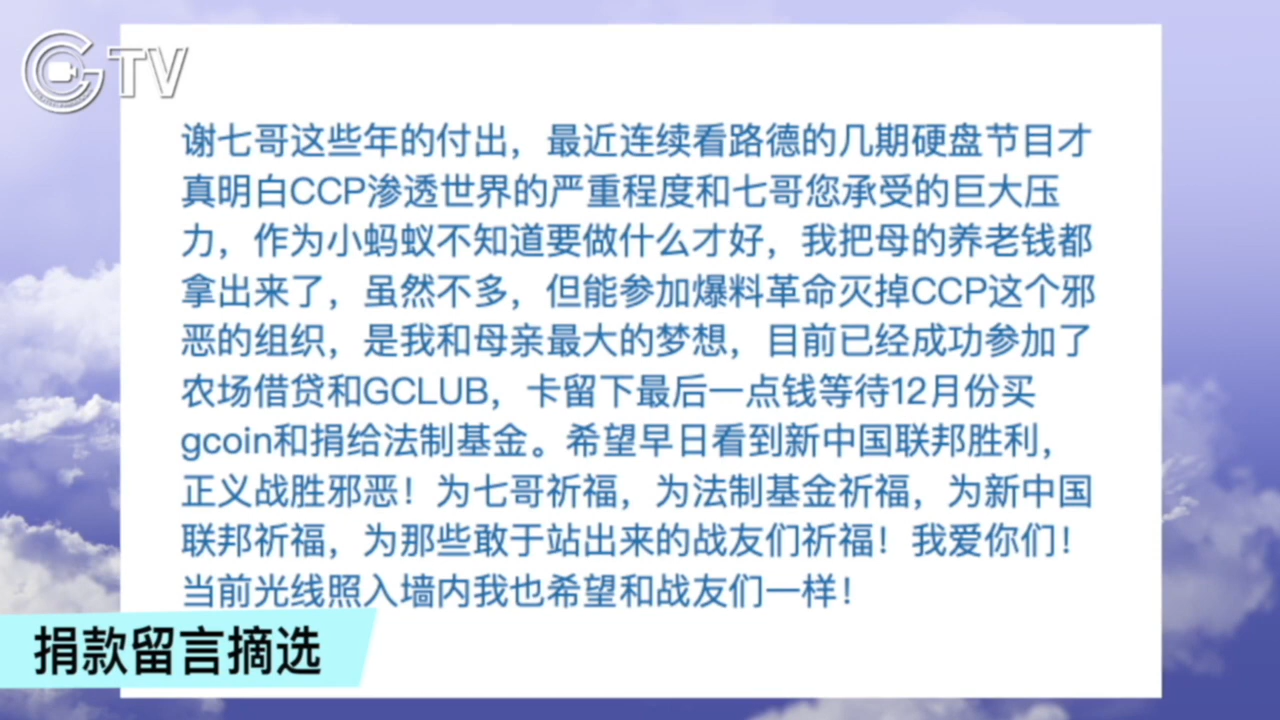 GTV
谢七哥这些年的付出，最近连续看路德的几期硬盘节目才
真明白CCP渗透世界的严重程度和七哥您承受的巨大压
力，作为小蚂蚁不知道要做什么才好，我把母的养老钱都
拿出来了，虽然不多，但能参加爆料革命灭掉CCP这个邪
恶的组织，是我和母亲最大的梦想，目前已经成功参加了
农场借贷和GCLUB，卡留下最后一点钱等待12月份买
gcoin和捐给法制基金。希望早日看到新中国联邦胜利，
正义战胜邪恶！为七哥祈福，为法制基金祈福，为新中国
联邦祈福，为那些敢于站出来的战友们祈福！我爱你们！
当前光线照入墙内我也希望和战友们一样！
捐款留言摘选